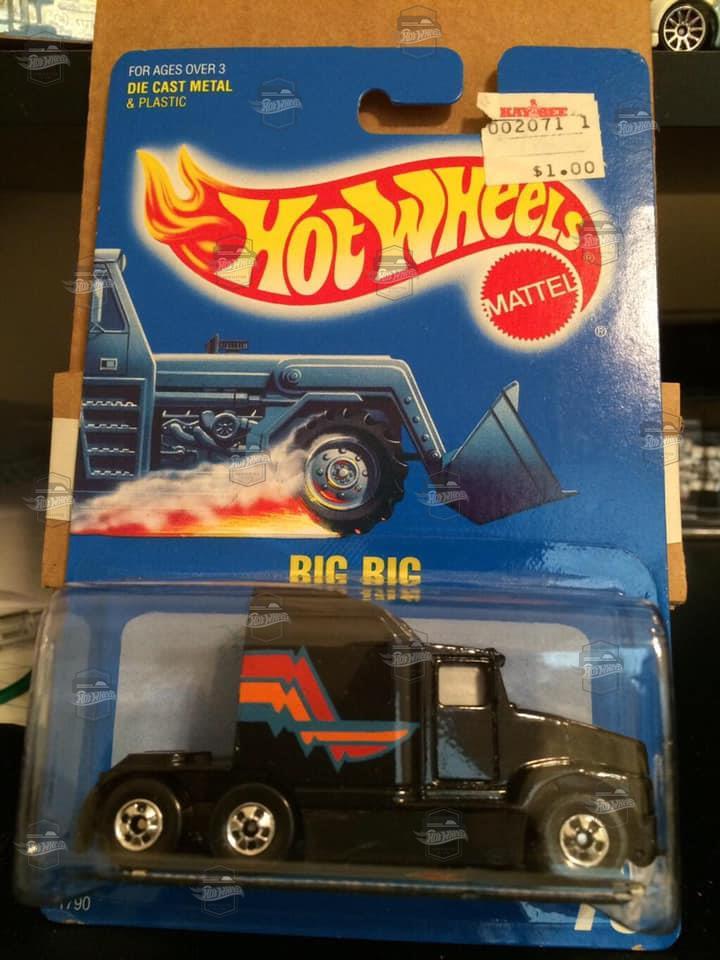 FOR AGES OVER 3
DIE CAST METAL
& PLASTIC
KAY·BEE
002071 1
$1.00
HOT WHEELS
®
MATTEL
®
BIG RIG
1790